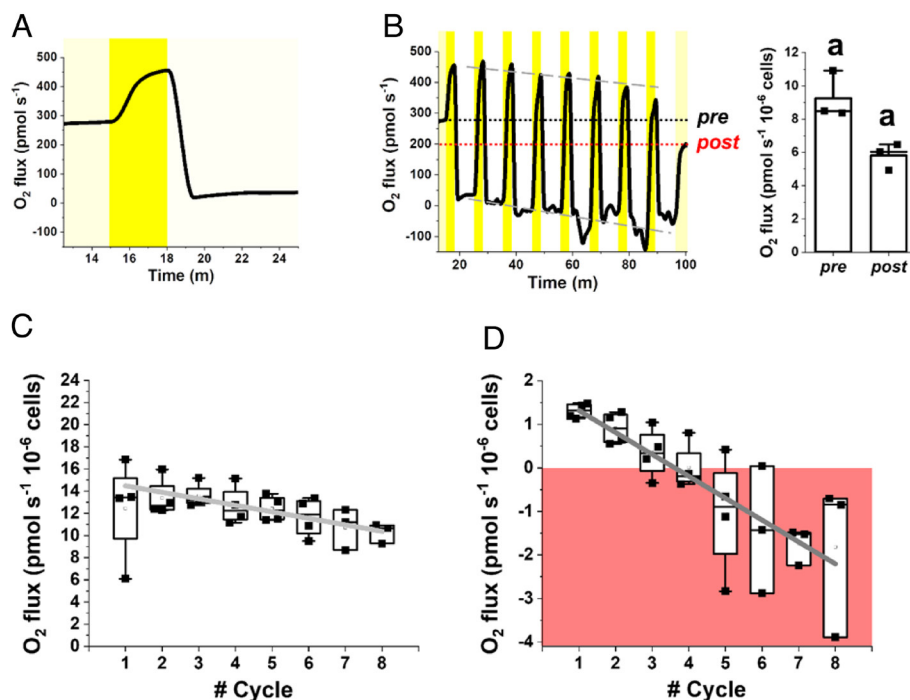 A
O₂ flux (pmol s⁻¹)
500
400
300
200
100
0
-100
14 16 18 20 22 24
Time (m)
B
O₂ flux (pmol s⁻¹)
500
400
300
200
100
0
-100
20 40 60 80 100
Time (m)
pre
post
O₂ flux (pmol s⁻¹ 10⁻⁶ cells)
12
10
8
6
4
2
0
a
a
pre post
C
O₂ flux (pmol s⁻¹ 10⁻⁶ cells)
24
22
20
18
16
14
12
10
8
6
4
2
0
1 2 3 4 5 6 7 8
# Cycle
D
O₂ flux (pmol s⁻¹ 10⁻⁶ cells)
2
1
0
-1
-2
-3
-4
1 2 3 4 5 6 7 8
# Cycle